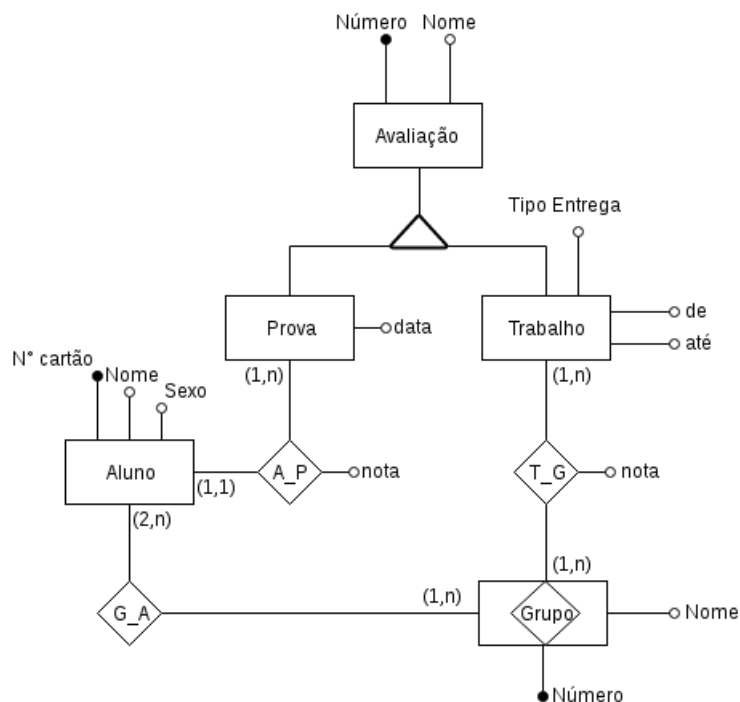 Número Nome
Avaliação
Tipo Entrega
Prova
data
Trabalho
de
até
N° cartão
Nome
Sexo
(1,n)
(1,n)
Aluno
A_P
nota
T_G
nota
(1,1)
(2,n)
(1,n)
(1,n)
G_A
Grupo
Nome
Número